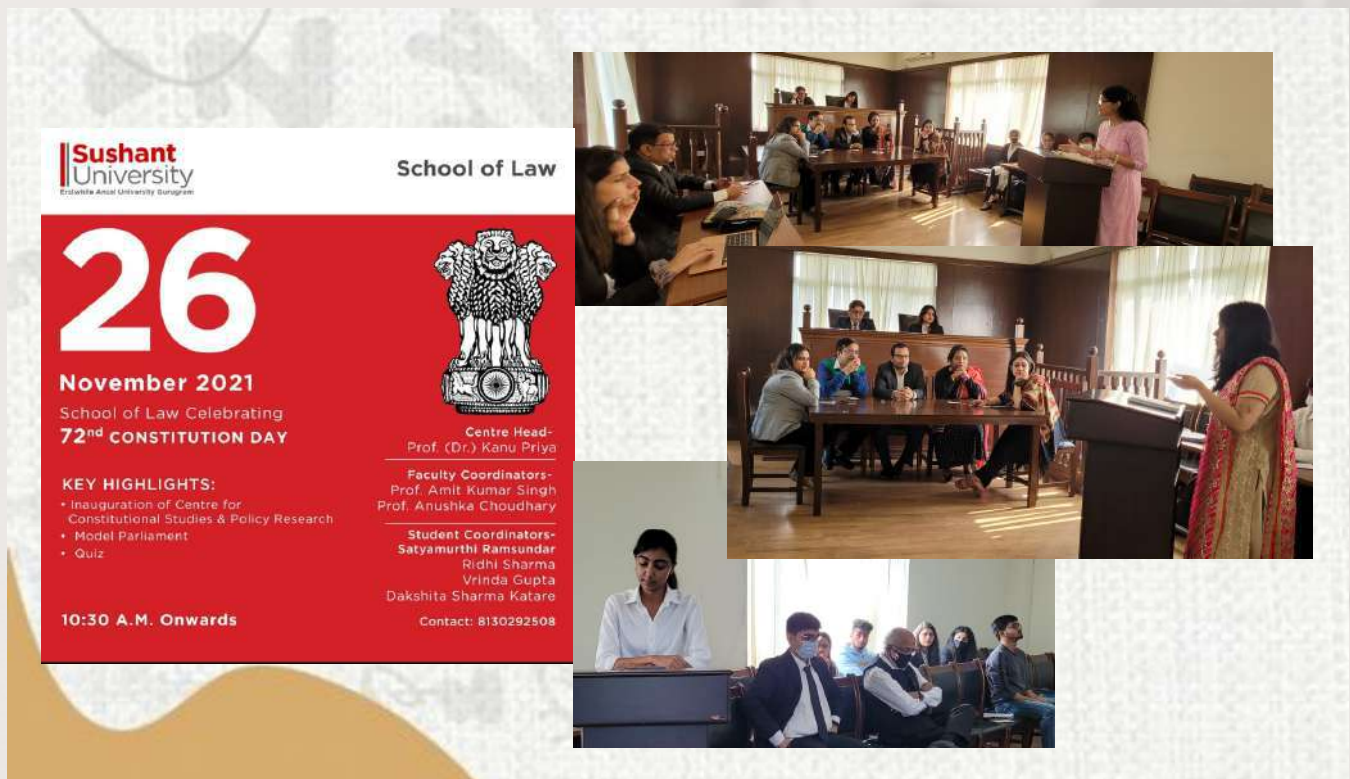 Sushant
University
Erstwhile Ansal University Gurugram
School of Law
26
November 2021
School of Law Celebrating
72nd CONSTITUTION DAY
KEY HIGHLIGHTS:
• Inauguration of Centre for
Constitutional Studies & Policy Research
• Model Parliament
• Quiz
10:30 A.M. Onwards
Centre Head-
Prof. (Dr.) Kanu Priya
Faculty Coordinators-
Prof. Amit Kumar Singh
Prof. Anushka Choudhary
Student Coordinators-
Satyamurthi Ramsundar
Ridhi Sharma
Vrinda Gupta
Dakshita Sharma Katare
Contact: 8130292508